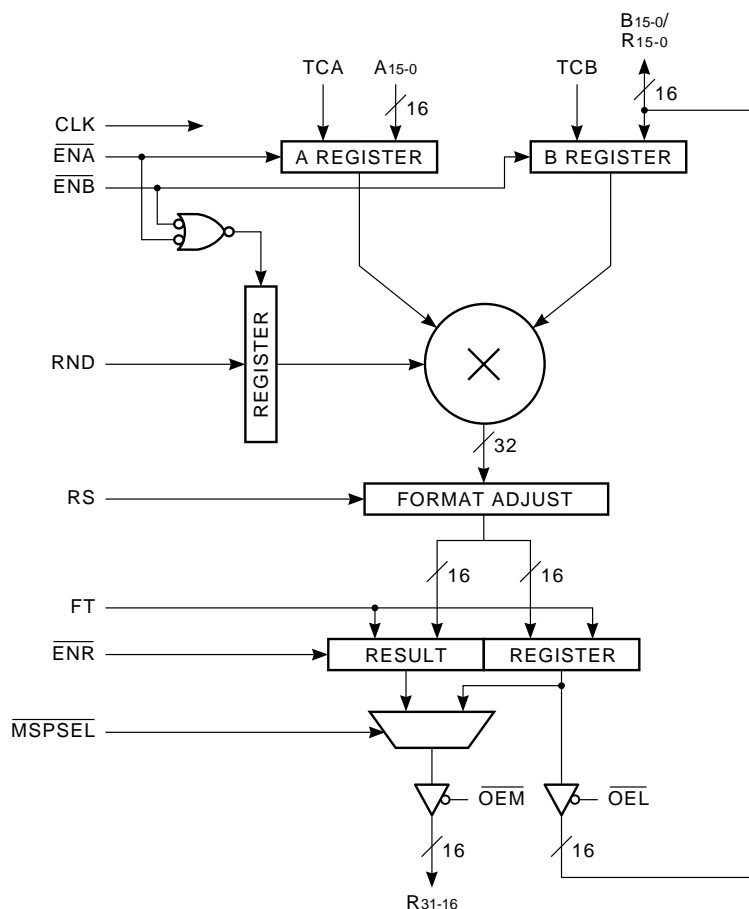 B15-0/
R15-0
TCA
A15-0
TCB
16
16
CLK
ENA
A REGISTER
B REGISTER
ENB
REGISTER
RND
32
RS
FORMAT ADJUST
16
16
FT
ENR
RESULT
REGISTER
MSPSEL
OEM
OEL
16
16
R31-16